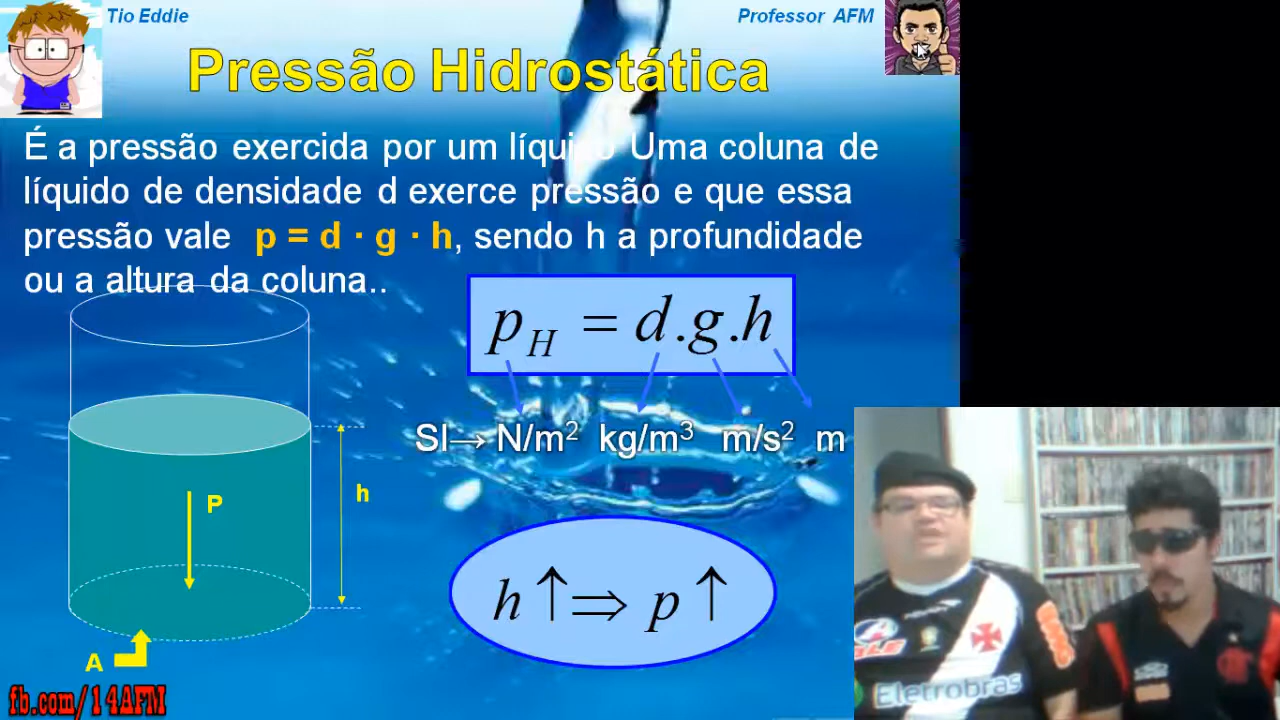 Tio Eddie
Professor AFM
Pressão Hidrostática
É a pressão exercida por um líquido Uma coluna de
líquido de densidade d exerce pressão e que essa
pressão vale p = d · g · h, sendo h a profundidade
ou a altura da coluna..
p_H = d.g.h
SI→ N/m² kg/m³ m/s² m
P
h
h ↑⇒ p ↑
A
fb.com/14AFM
Eletrobras